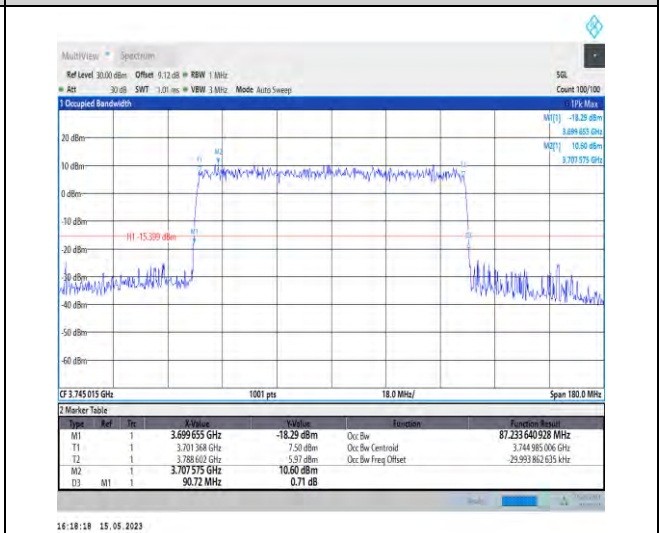 MultiView Spectrum
Ref Level 30.00 dBm Offset 9.12 dB RBW 1 MHz SGL
Att 30 dB SWT 1.01 ms VBW 3 MHz Mode Auto Sweep Count 100/100
1 Occupied Bandwidth 1Pk Max
M1[1] -18.29 dBm
3.699 655 GHz
M2[1] 10.60 dBm
3.707 575 GHz
20 dBm
M2
T1
10 dBm
0 dBm
-10 dBm
H1 -15.399 dBm
M1
D3
-20 dBm
-30 dBm
-40 dBm
-50 dBm
-60 dBm
CF 3.745 015 GHz 1001 pts 18.0 MHz/ Span 180.0 MHz
2 Marker Table
Type Ref Trc X-Value Y-Value Function Function Result
M1 1 3.699 655 GHz -18.29 dBm Occ Bw 87.233 640 928 MHz
T1 1 3.701 368 GHz 7.50 dBm Occ Bw Centroid 3.744 985 006 GHz
T2 1 3.788 602 GHz 5.97 dBm Occ Bw Freq Offset -29.993 862 635 kHz
M2 1 3.707 575 GHz 10.60 dBm
D3 M1 1 90.72 MHz 0.71 dB
16:18:18 15.05.2023